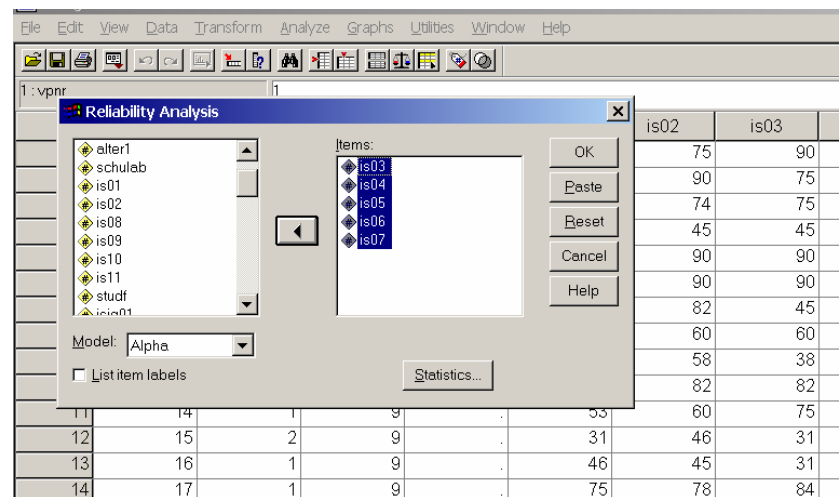 File Edit View Data Transform Analyze Graphs Utilities Window Help
1 : vpnr 1
Reliability Analysis
alter1
schulab
is01
is02
is08
is09
is10
is11
studf
Items:
is03
is04
is05
is06
is07
OK
Paste
Reset
Cancel
Help
Model: Alpha
List item labels
Statistics...
is02 is03
75 90
90 75
74 75
45 45
90 90
90 90
82 45
60 60
58 38
82 82
11 14 1 9 . 53 60 75
12 15 2 9 . 31 46 31
13 16 1 9 . 46 45 31
14 17 1 9 . 75 78 84